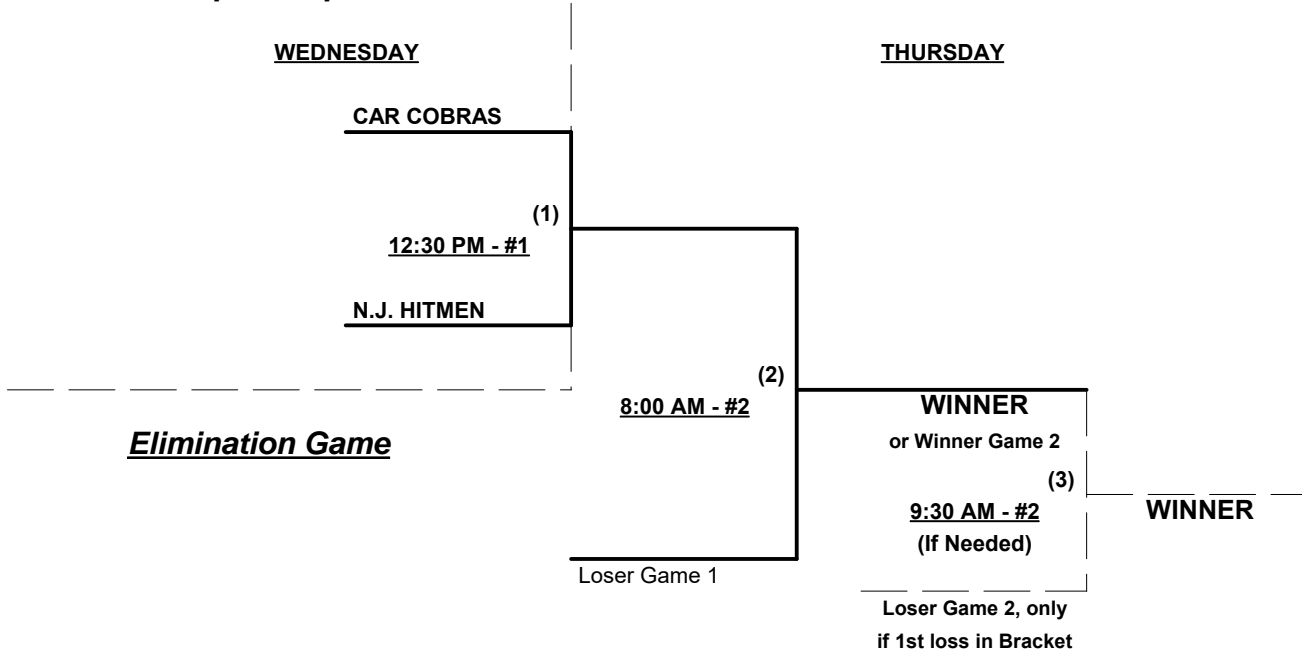 WEDNESDAY
THURSDAY
CAR COBRAS
(1)
12:30 PM - #1
N.J. HITMEN
(2)
8:00 AM - #2
WINNER
or Winner Game 2
Elimination Game
(3)
9:30 AM - #2
WINNER
(If Needed)
Loser Game 1
Loser Game 2, only
if 1st loss in Bracket